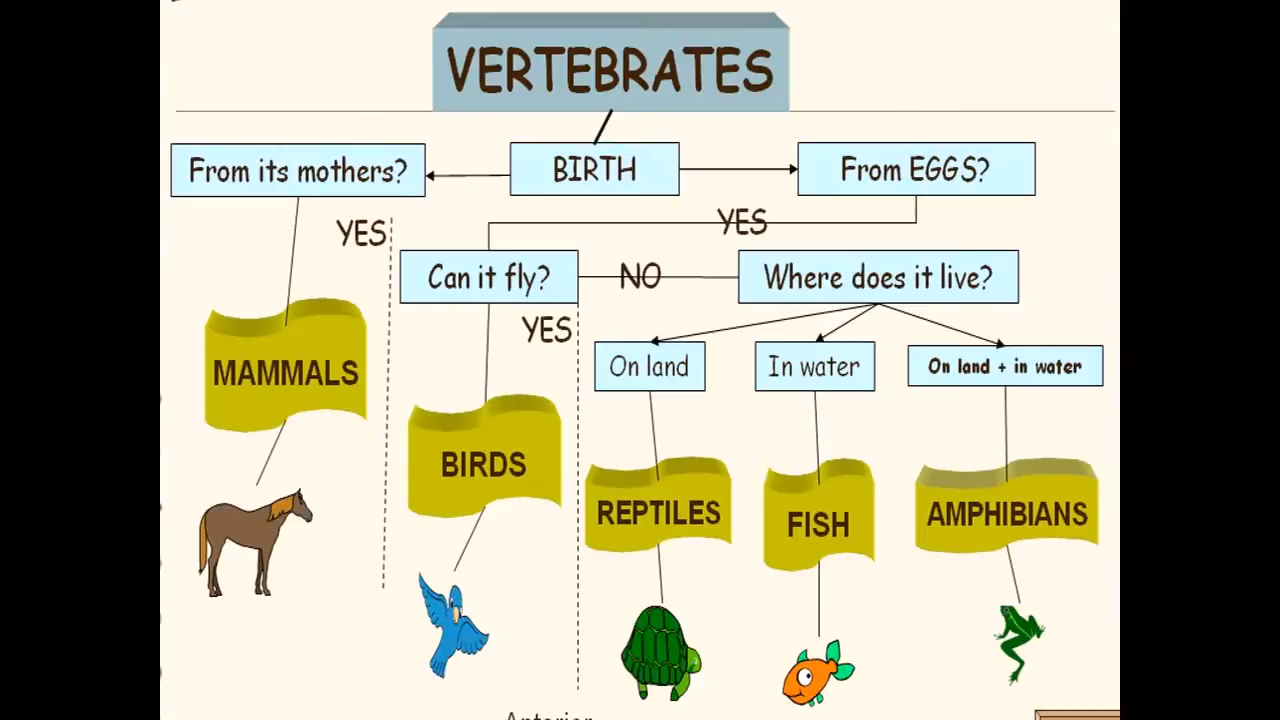 VERTEBRATES
From its mothers?
BIRTH
From EGGS?
YES
YES
Can it fly?
NO
Where does it live?
YES
On land
In water
On land + in water
MAMMALS
BIRDS
REPTILES
FISH
AMPHIBIANS